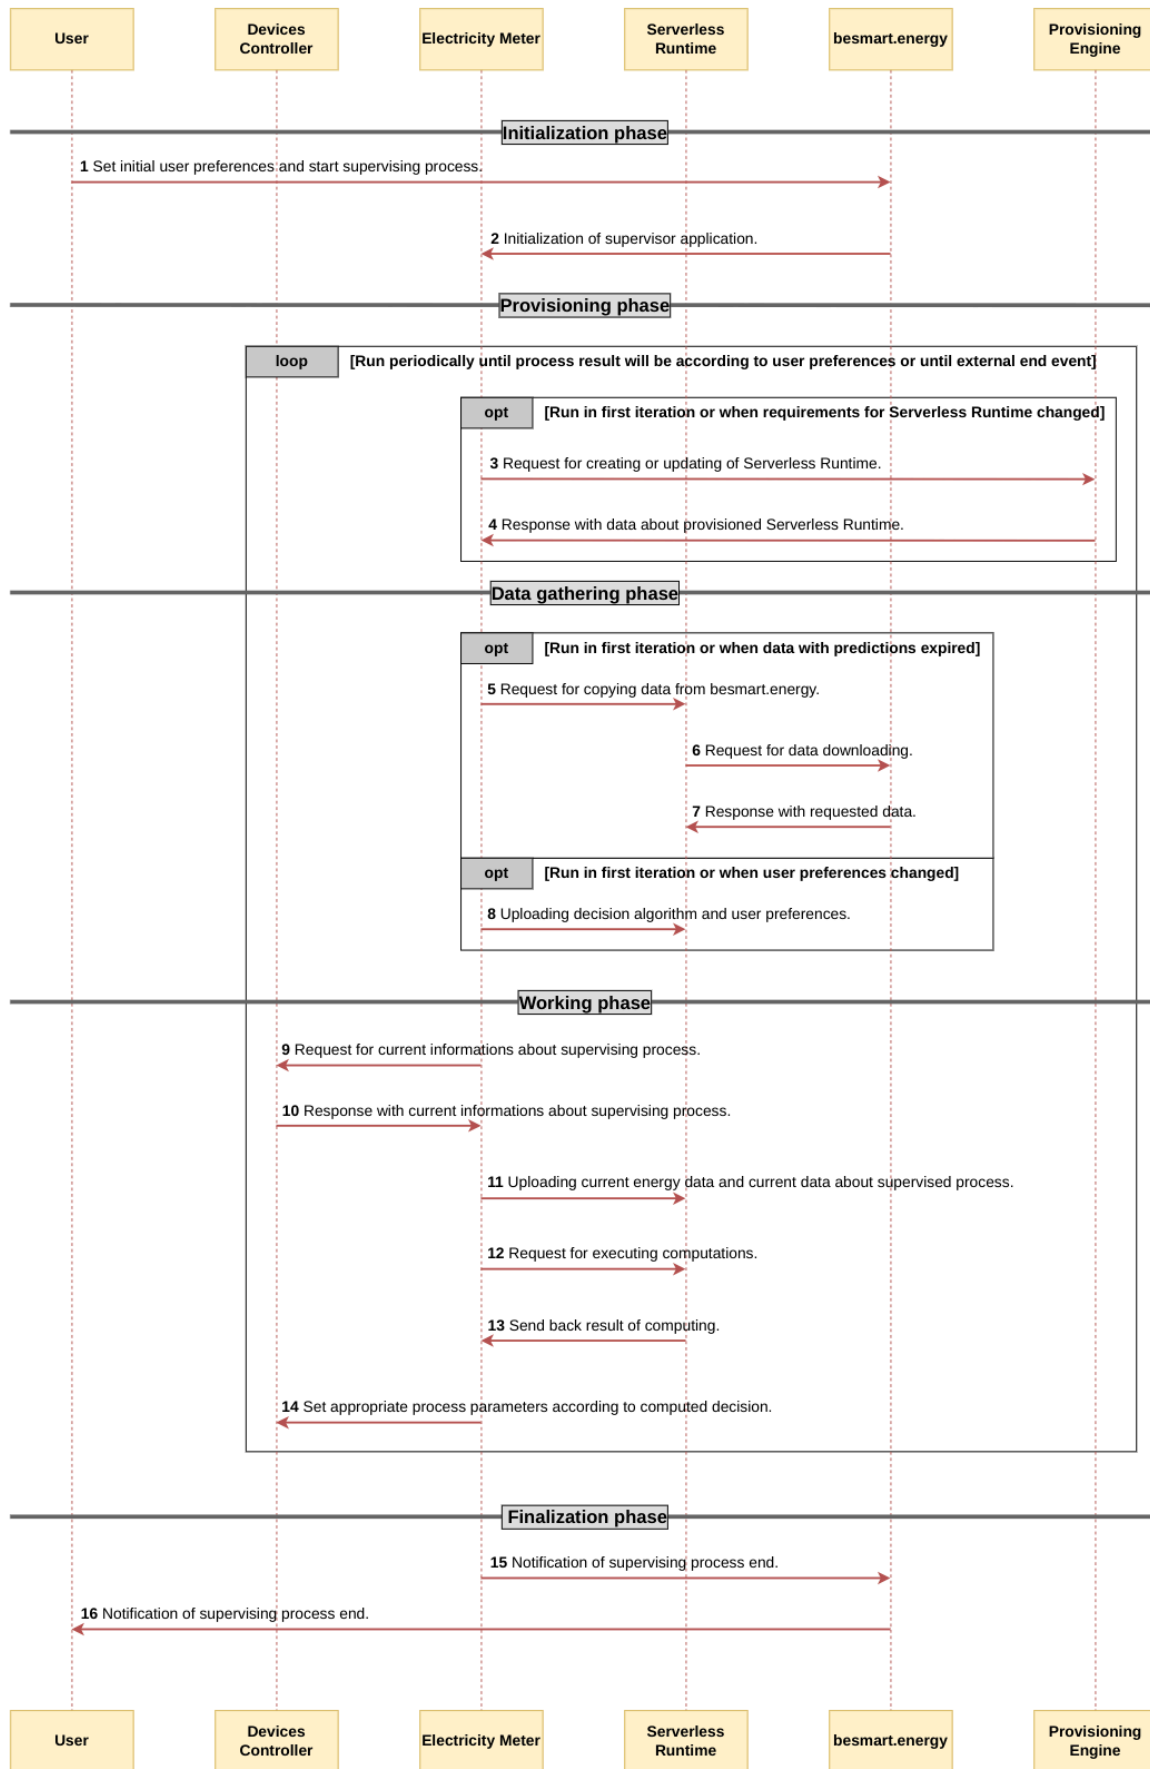 User
Devices
Controller
Electricity Meter
Serverless
Runtime
besmart.energy
Provisioning
Engine
Initialization phase
1 Set initial user preferences and start supervising process.
2 Initialization of supervisor application.
Provisioning phase
loop [Run periodically until process result will be according to user preferences or until external end event]
opt [Run in first iteration or when requirements for Serverless Runtime changed]
3 Request for creating or updating of Serverless Runtime.
4 Response with data about provisioned Serverless Runtime.
Data gathering phase
opt [Run in first iteration or when data with predictions expired]
5 Request for copying data from besmart.energy.
6 Request for data downloading.
7 Response with requested data.
opt [Run in first iteration or when user preferences changed]
8 Uploading decision algorithm and user preferences.
Working phase
9 Request for current informations about supervising process.
10 Response with current informations about supervising process.
11 Uploading current energy data and current data about supervised process.
12 Request for executing computations.
13 Send back result of computing.
14 Set appropriate process parameters according to computed decision.
Finalization phase
15 Notification of supervising process end.
16 Notification of supervising process end.
User
Devices
Controller
Electricity Meter
Serverless
Runtime
besmart.energy
Provisioning
Engine